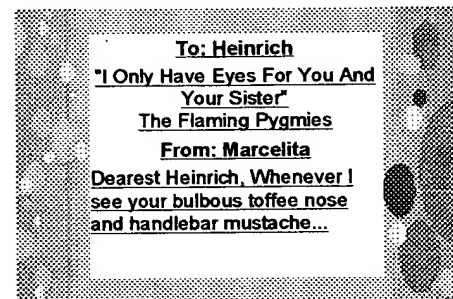 To: Heinrich
"I Only Have Eyes For You And
Your Sister"
The Flaming Pygmies
From: Marcelita
Dearest Heinrich, Whenever I
see your bulbous toffee nose
and handlebar mustache...